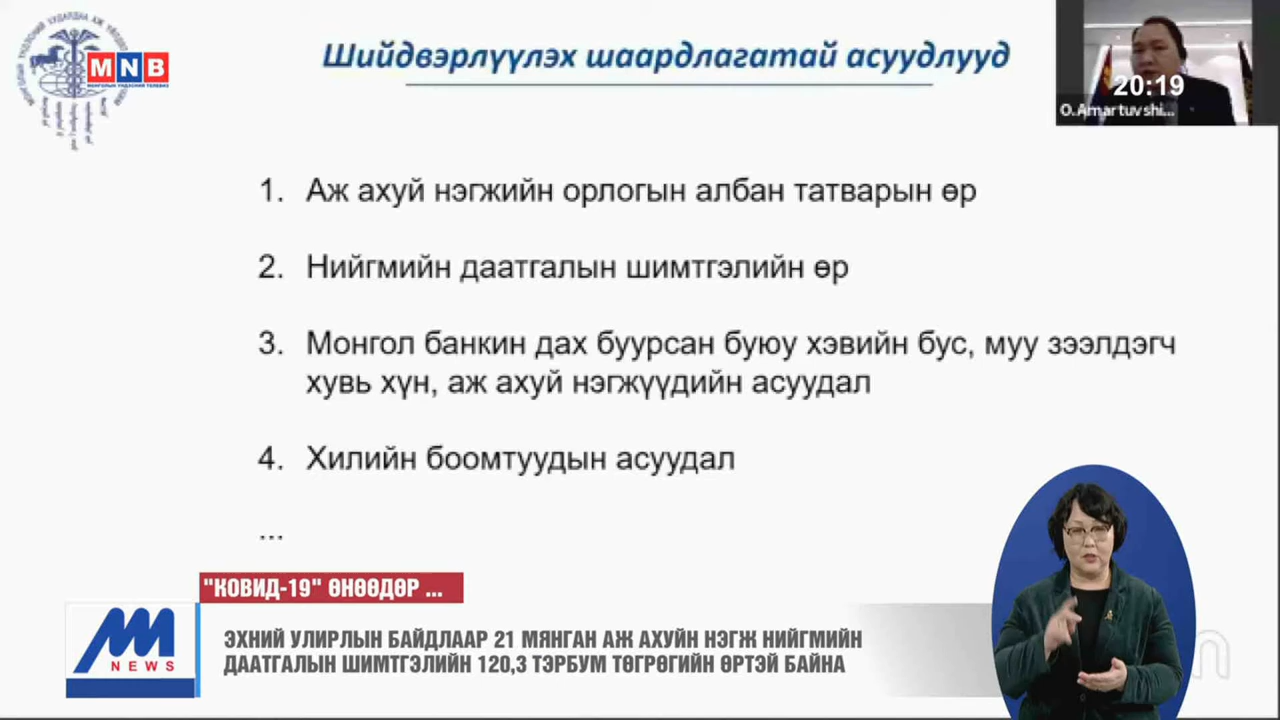 Шийдвэрлүүлэх шаардлагатай асуудлууд
MNB
МОНГОЛЫН ҮНДЭСНИЙ ТЕЛЕВИЗ
20:19
O.Amartuvshi...
1. Аж ахуй нэгжийн орлогын албан татварын өр
2. Нийгмийн даатгалын шимтгэлийн өр
3. Монгол банкин дах буурсан буюу хэвийн бус, муу зээлдэгч
хувь хүн, аж ахуй нэгжүүдийн асуудал
4. Хилийн боомтуудын асуудал
...
"КОВИД-19" ӨНӨӨДӨР ...
NEWS
ЭХНИЙ УЛИРЛЫН БАЙДЛААР 21 МЯНГАН АЖ АХУЙН НЭГЖ НИЙГМИЙН
ДААТГАЛЫН ШИМТГЭЛИЙН 120,3 ТЭРБУМ ТӨГРӨГИЙН ӨРТЭЙ БАЙНА